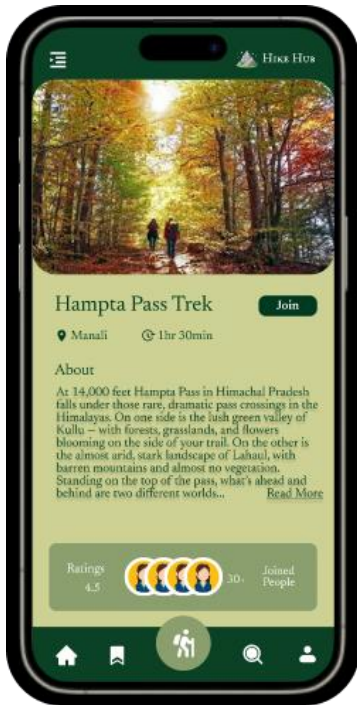 HIKE HUB
Hampta Pass Trek
Join
Manali
1hr 30min
About
At 14,000 feet Hampta Pass in Himachal Pradesh
falls under those rare, dramatic pass crossings in the
Himalayas. On one side is the lush green valley of
Kullu – with forests, grasslands, and flowers
blooming on the side of your trail. On the other is
the almost arid, stark landscape of Lahaul, with
barren mountains and almost no vegetation.
Standing on the top of the pass, what's ahead and
behind are two different worlds... Read More
Ratings
4.5
30+
Joined
People